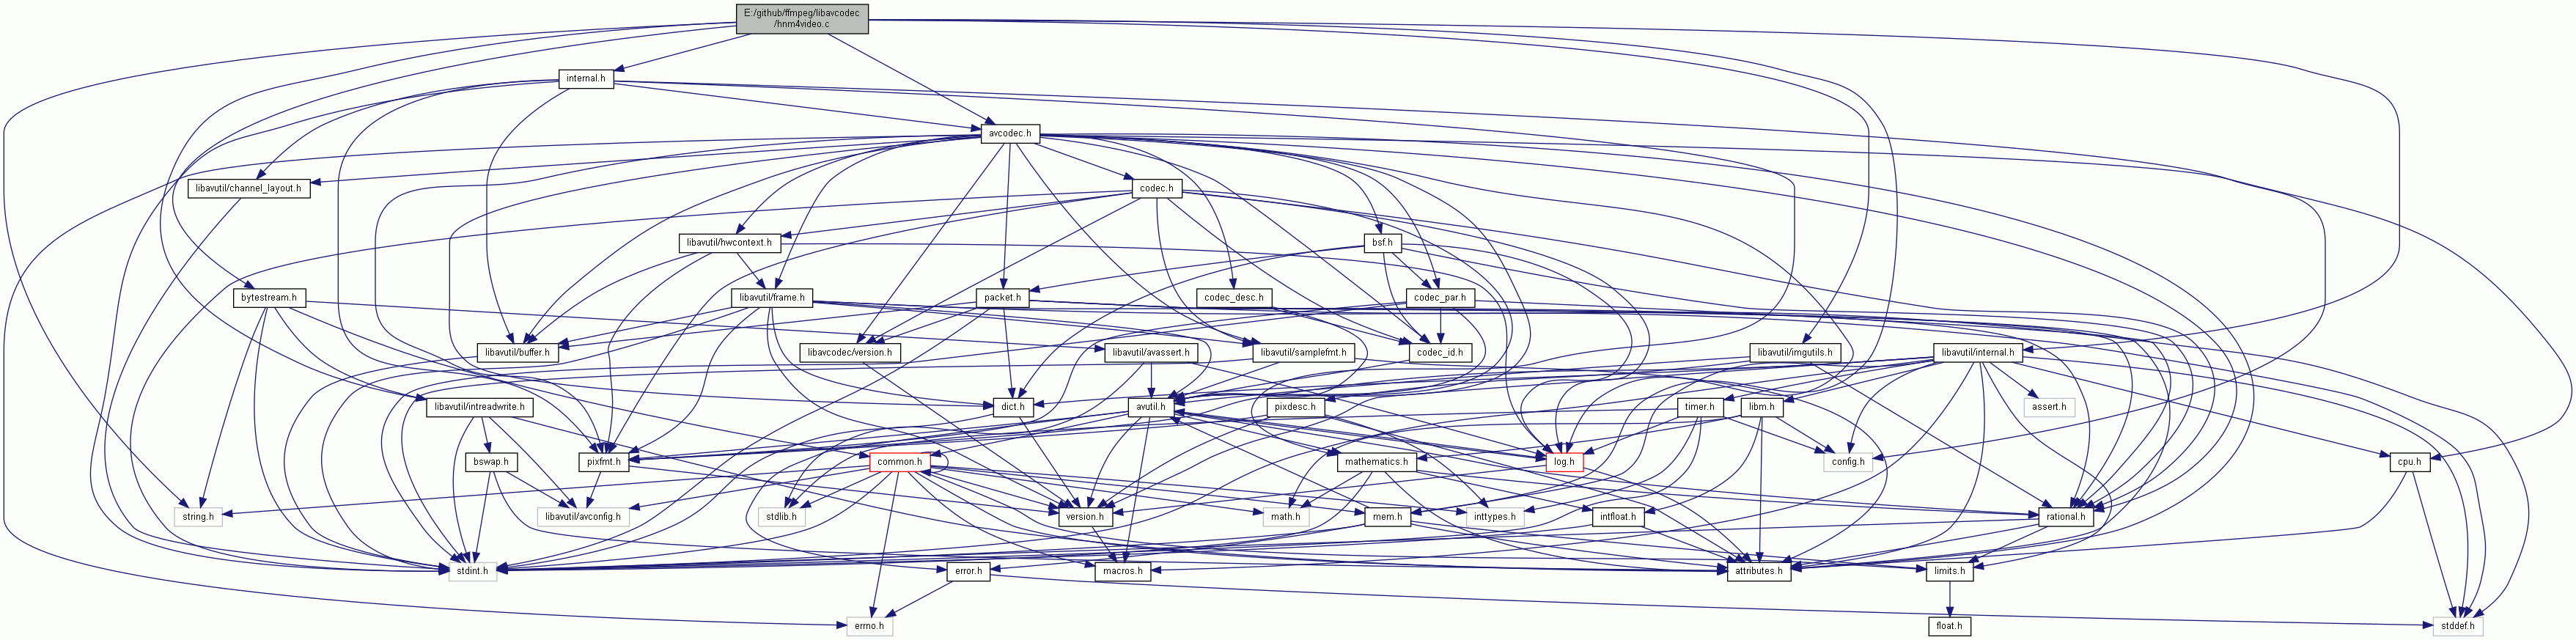 E:/github/ffmpeg/libavcodec
/hnm4video.c
internal.h
avcodec.h
libavutil/channel_layout.h
codec.h
libavutil/hwcontext.h
bsf.h
bytestream.h
libavutil/frame.h
packet.h
codec_desc.h
codec_par.h
libavutil/buffer.h
libavcodec/version.h
libavutil/avassert.h
libavutil/samplefmt.h
codec_id.h
libavutil/imgutils.h
libavutil/internal.h
libavutil/intreadwrite.h
dict.h
avutil.h
pixdesc.h
timer.h
libm.h
assert.h
bswap.h
pixfmt.h
common.h
mathematics.h
log.h
config.h
cpu.h
string.h
libavutil/avconfig.h
stdlib.h
version.h
math.h
mem.h
inttypes.h
intfloat.h
rational.h
stdint.h
error.h
macros.h
attributes.h
limits.h
errno.h
float.h
stddef.h